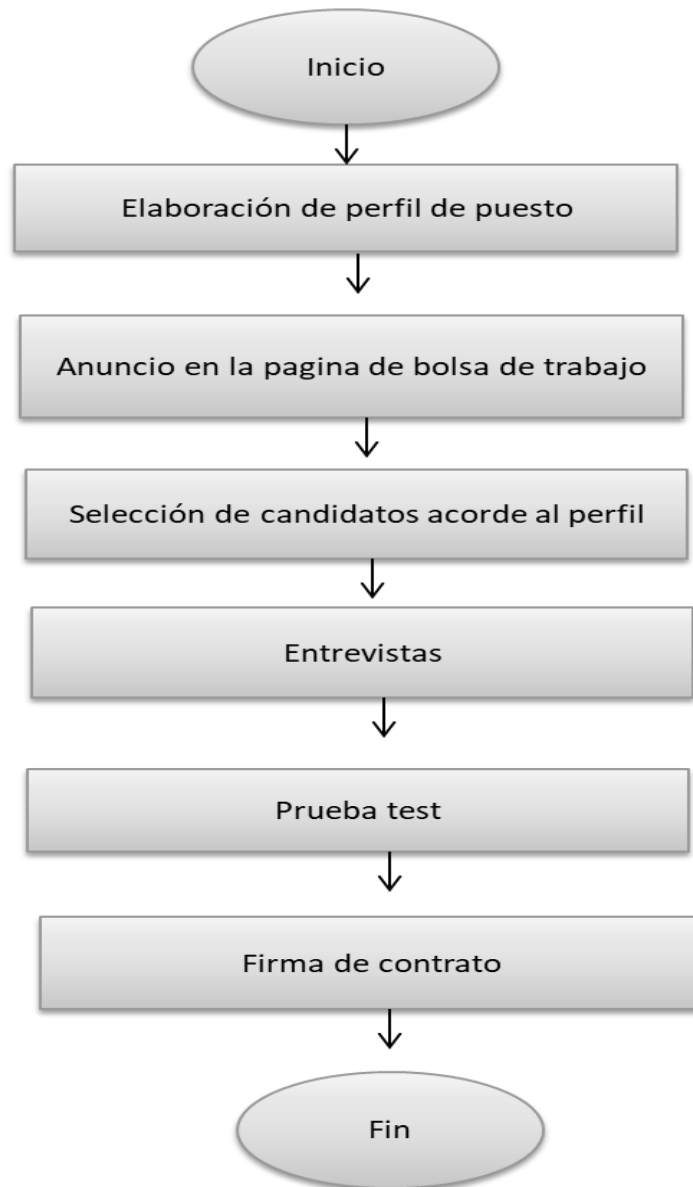 Inicio
Elaboración de perfil de puesto
Anuncio en la pagina de bolsa de trabajo
Selección de candidatos acorde al perfil
Entrevistas
Prueba test
Firma de contrato
Fin